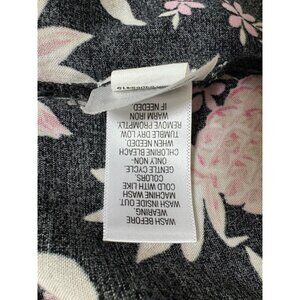 WASH BEFORE
WEARING.
WASH INSIDE OUT.
MACHINE WASH
COLD WITH LIKE
COLORS.
GENTLE CYCLE.
ONLY NON-
CHLORINE BLEACH
WHEN NEEDED.
TUMBLE DRY LOW.
REMOVE PROMPTLY.
WARM IRON
IF NEEDED